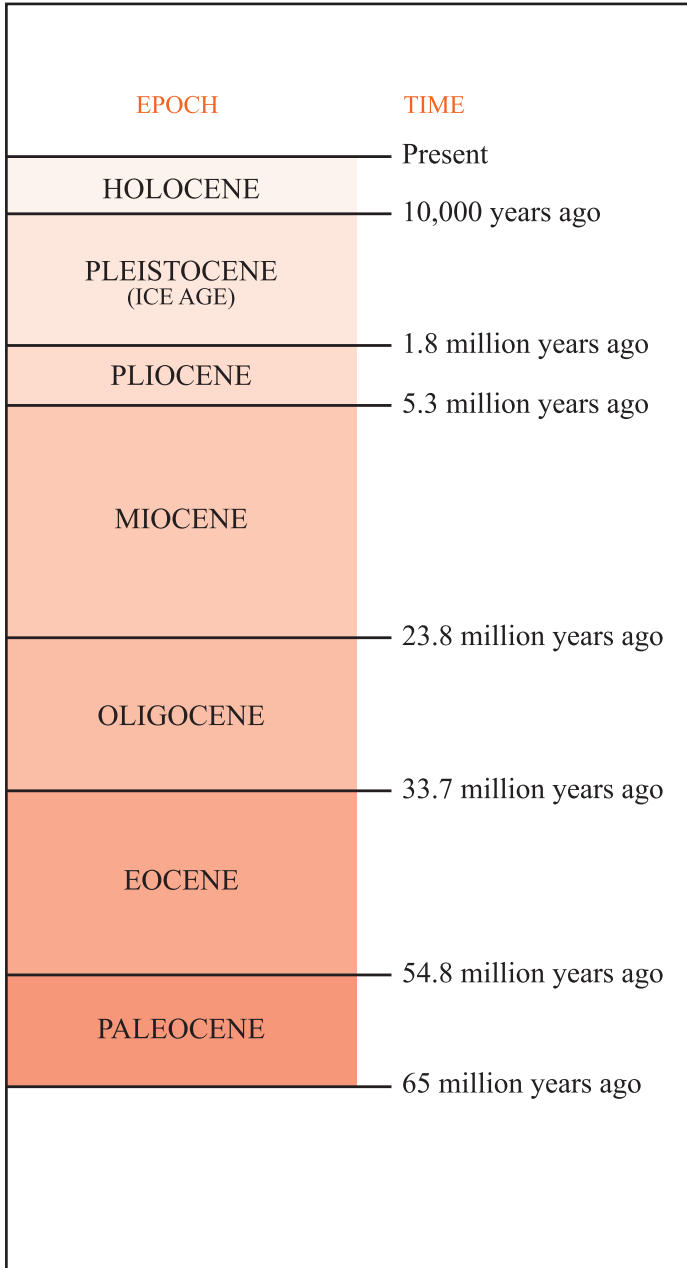 EPOCH TIME
Present
HOLOCENE
10,000 years ago
PLEISTOCENE
(ICE AGE)
1.8 million years ago
PLIOCENE
5.3 million years ago
MIOCENE
23.8 million years ago
OLIGOCENE
33.7 million years ago
EOCENE
54.8 million years ago
PALEOCENE
65 million years ago